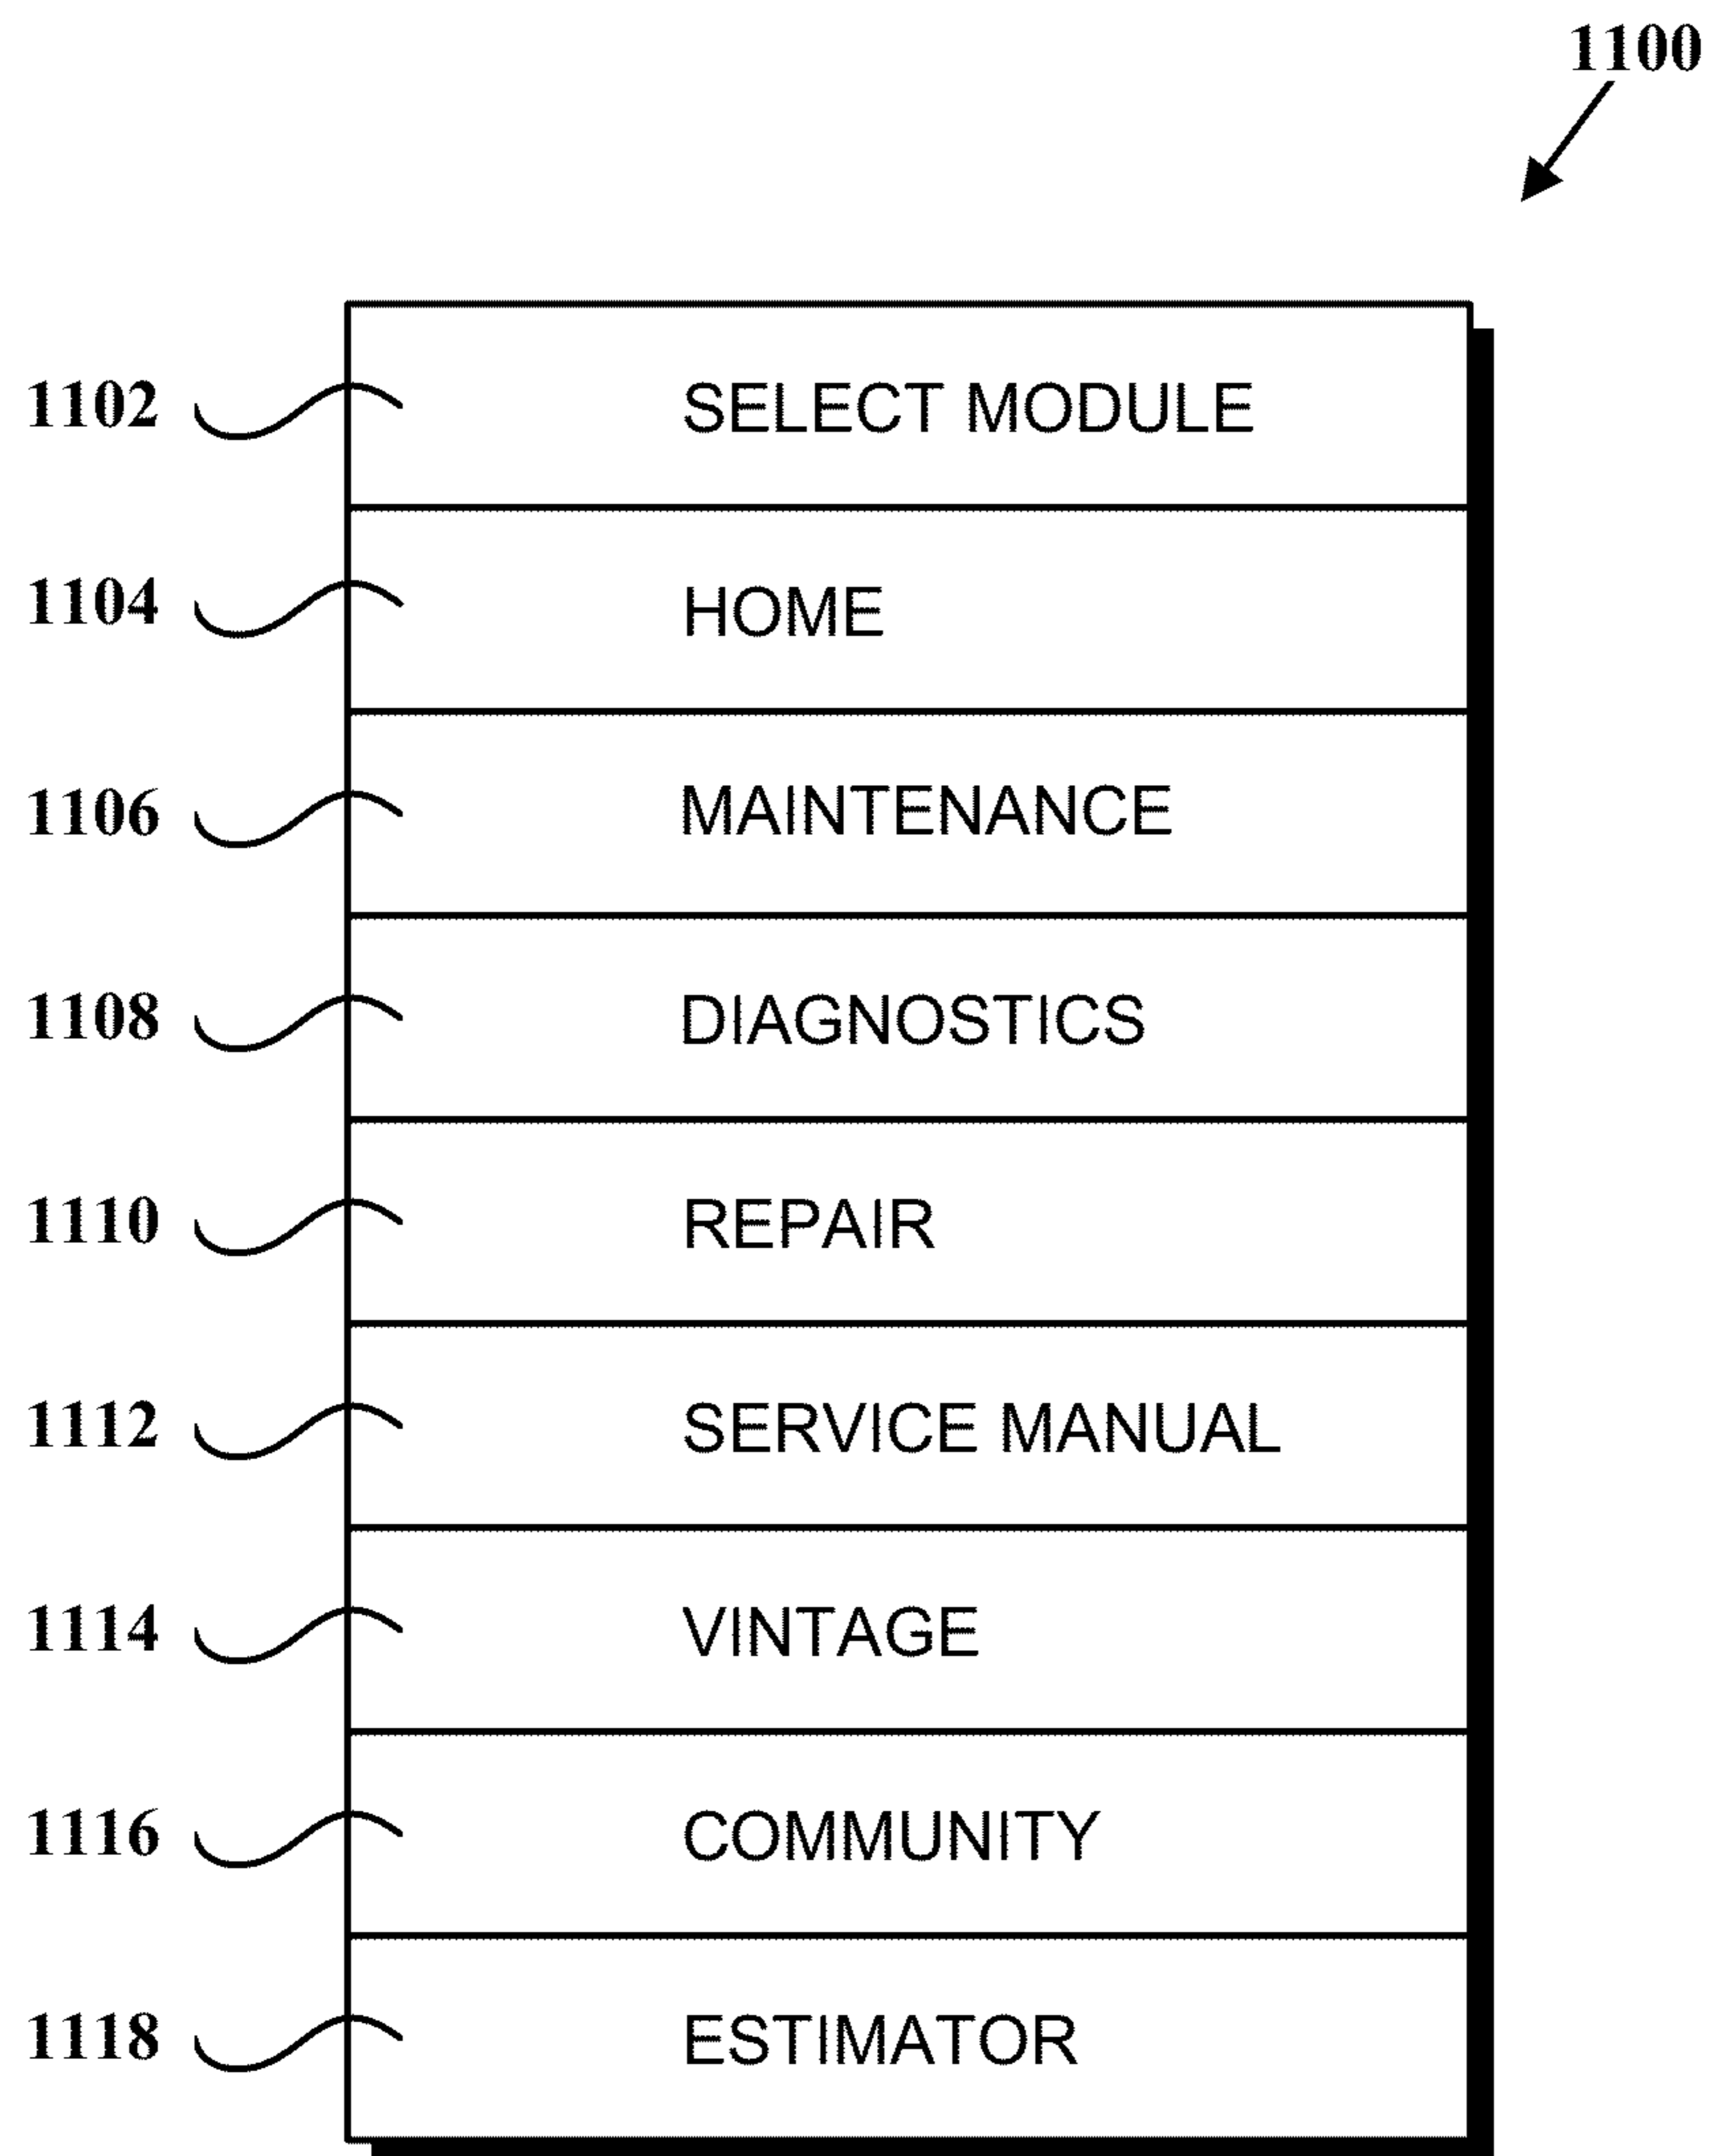 1100
1102 SELECT MODULE
1104 HOME
1106 MAINTENANCE
1108 DIAGNOSTICS
1110 REPAIR
1112 SERVICE MANUAL
1114 VINTAGE
1116 COMMUNITY
1118 ESTIMATOR